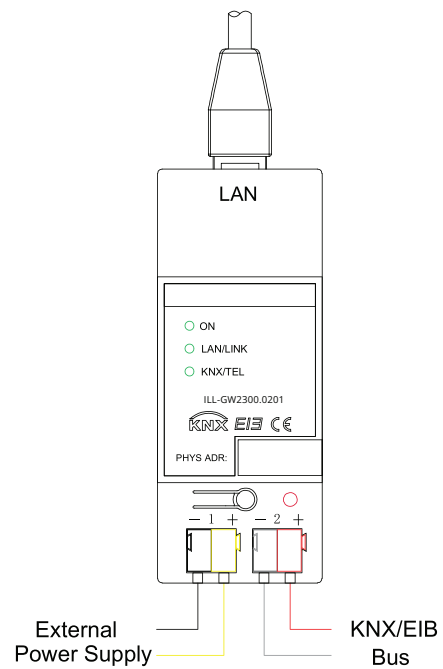 LAN
ON
LAN/LINK
KNX/TEL
ILL-GW2300.0201
KNX EIB CE
PHYS ADR:
− 1 + − 2 +
External
Power Supply
KNX/EIB
Bus